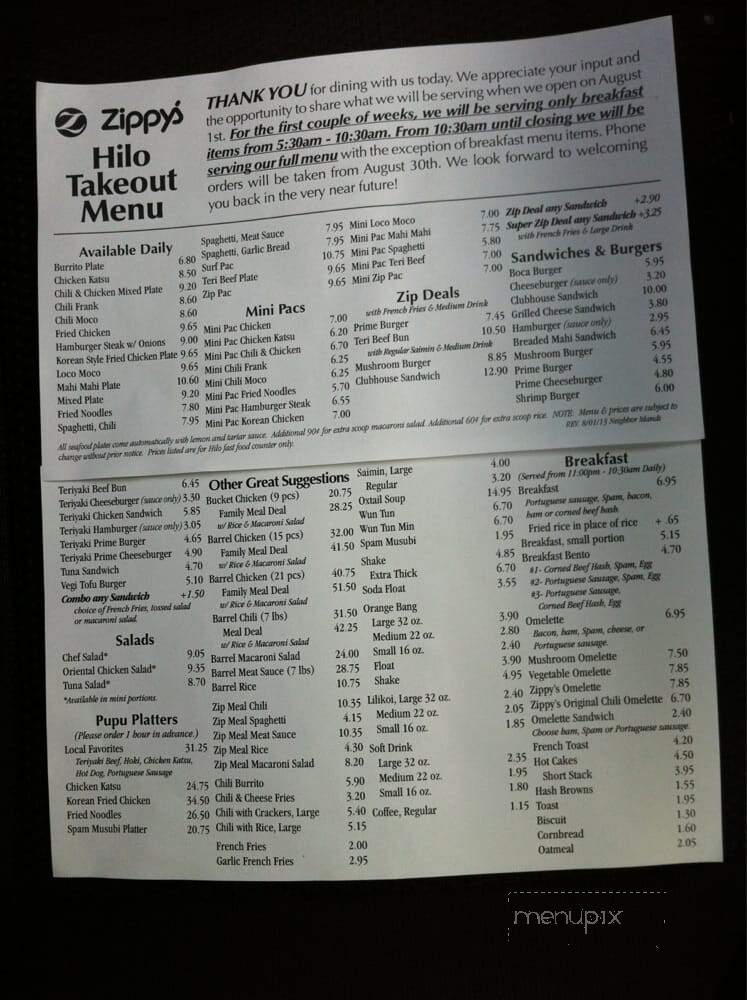 Zippy's
Hilo
Takeout
Menu
THANK YOU for dining with us today. We appreciate your input and
the opportunity to share what we will be serving when we open on August
1st. For the first couple of weeks, we will be serving only breakfast
items from 5:30am - 10:30am. From 10:30am until closing we will be
serving our full menu with the exception of breakfast menu items. Phone
orders will be taken from August 30th. We look forward to welcoming
you back in the very near future!
Available Daily
Burrito Plate 6.80
Chicken Katsu 8.50
Chili & Chicken Mixed Plate 9.20
Chili Frank 8.60
Chili Moco 8.60
Fried Chicken 9.65
Hamburger Steak w/ Onions 9.00
Korean Style Fried Chicken Plate 9.65
Loco Moco 9.65
Mahi Mahi Plate 10.60
Mixed Plate 9.20
Fried Noodles 7.80
Spaghetti, Chili 7.95
Spaghetti, Meat Sauce 7.95
Spaghetti, Garlic Bread 7.95
Surf Pac 10.75
Teri Beef Plate 9.65
Zip Pac 9.65
Mini Pacs
Mini Pac Chicken 7.00
Mini Pac Chicken Katsu 6.20
Mini Pac Chili & Chicken 6.70
Mini Chili Frank 6.25
Mini Chili Moco 6.25
Mini Pac Fried Noodles 5.70
Mini Pac Hamburger Steak 6.55
Mini Pac Korean Chicken 7.00
Mini Loco Moco 7.00
Mini Pac Mahi Mahi 7.75
Mini Pac Spaghetti 5.80
Mini Pac Teri Beef 7.00
Mini Zip Pac 7.00
Zip Deals
with French Fries & Medium Drink
Prime Burger 7.45
Teri Beef Bun 10.50
with Regular Saimin & Medium Drink
Mushroom Burger 8.85
Clubhouse Sandwich 12.90
Zip Deal any Sandwich +2.90
Super Zip Deal any Sandwich +3.25
with French Fries & Large Drink
Sandwiches & Burgers
Boca Burger 5.95
Cheeseburger (sauce only) 3.20
Clubhouse Sandwich 10.00
Grilled Cheese Sandwich 3.80
Hamburger (sauce only) 2.95
Breaded Mahi Sandwich 6.45
Mushroom Burger 5.95
Prime Burger 4.55
Prime Cheeseburger 4.80
Shrimp Burger 6.00
All seafood plates come automatically with lemon and tartar sauce. Additional 90¢ for extra scoop macaroni salad. Additional 60¢ for extra scoop rice. NOTE: Menu & prices are subject to
change without prior notice. Prices listed are for Hilo fast food counter only. REV. 8/01/13 Neighbor Islands
Teriyaki Beef Bun 6.45
Teriyaki Cheeseburger (sauce only) 3.30
Teriyaki Chicken Sandwich 5.85
Teriyaki Hamburger (sauce only) 3.05
Teriyaki Prime Burger 4.65
Teriyaki Prime Cheeseburger 4.90
Tuna Sandwich 4.70
Vegi Tofu Burger 5.10
Combo any Sandwich +1.50
choice of French Fries, tossed salad
or macaroni salad.
Salads
Chef Salad* 9.05
Oriental Chicken Salad* 9.35
Tuna Salad* 8.70
*Available in mini portions.
Pupu Platters
(Please order 1 hour in advance.)
Local Favorites 31.25
Teriyaki Beef, Hoki, Chicken Katsu,
Hot Dog, Portuguese Sausage
Chicken Katsu 24.75
Korean Fried Chicken 34.50
Fried Noodles 26.50
Spam Musubi Platter 20.75
Other Great Suggestions
Bucket Chicken (9 pcs) 20.75
Family Meal Deal 28.25
w/ Rice & Macaroni Salad
Barrel Chicken (15 pcs) 32.00
Family Meal Deal 41.50
w/ Rice & Macaroni Salad
Barrel Chicken (21 pcs) 40.75
Family Meal Deal 51.50
w/ Rice & Macaroni Salad
Barrel Chili (7 lbs) 31.50
Meal Deal 42.25
w/ Rice & Macaroni Salad
Barrel Macaroni Salad 24.00
Barrel Meat Sauce (7 lbs) 28.75
Barrel Rice 10.75
Zip Meal Chili 10.35
Zip Meal Spaghetti 4.15
Zip Meal Meat Sauce 10.35
Zip Meal Rice 4.30
Zip Meal Macaroni Salad 8.20
Chili Burrito 5.90
Chili & Cheese Fries 3.20
Chili with Crackers, Large 5.40
Chili with Rice, Large 5.15
French Fries 2.00
Garlic French Fries 2.95
Saimin, Large 4.00
Regular 3.20
Oxtail Soup 14.95
Wun Tun 6.70
Wun Tun Min 6.70
Spam Musubi 1.95
Shake 4.85
Extra Thick 6.70
Soda Float 3.55
Orange Bang
Large 32 oz. 3.90
Medium 22 oz. 2.80
Small 16 oz. 2.40
Float 3.90
Shake 4.95
Lilikoi, Large 32 oz. 2.40
Medium 22 oz. 2.05
Small 16 oz. 1.85
Soft Drink
Large 32 oz. 2.35
Medium 22 oz. 1.95
Small 16 oz. 1.80
Coffee, Regular 1.15
Breakfast
(Served from 11:00pm - 10:30am Daily)
Breakfast 6.95
Portuguese sausage, Spam, bacon,
ham or corned beef hash
Fried rice in place of rice + .65
Breakfast, small portion 5.15
Breakfast Bento 4.70
#1- Corned Beef Hash, Spam, Egg
#2- Portuguese Sausage, Spam, Egg
#3- Portuguese Sausage,
Corned Beef Hash, Egg
Omelette 6.95
Bacon, ham, Spam, cheese, or
Portuguese sausage.
Mushroom Omelette 7.50
Vegetable Omelette 7.85
Zippy's Omelette 7.85
Zippy's Original Chili Omelette 6.70
Omelette Sandwich 2.40
Choose ham, Spam or Portuguese sausage.
French Toast 4.20
Hot Cakes 4.50
Short Stack 3.95
Hash Browns 1.55
Toast 1.95
Biscuit 1.30
Cornbread 1.60
Oatmeal 2.05
menupix